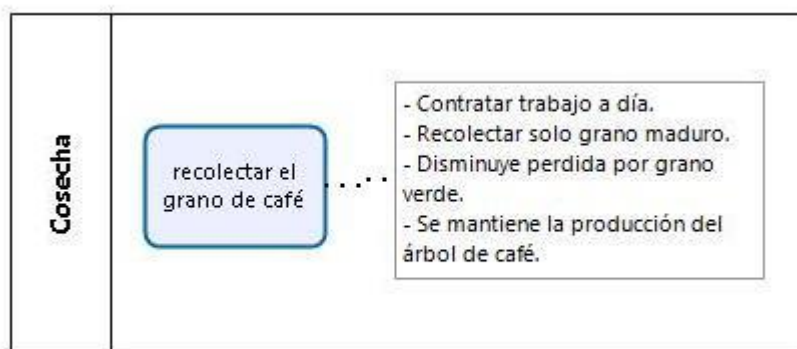 Cosecha
recolectar el
grano de café
- Contratar trabajo a día.
- Recolectar solo grano maduro.
- Disminuye perdida por grano
verde.
- Se mantiene la producción del
árbol de café.